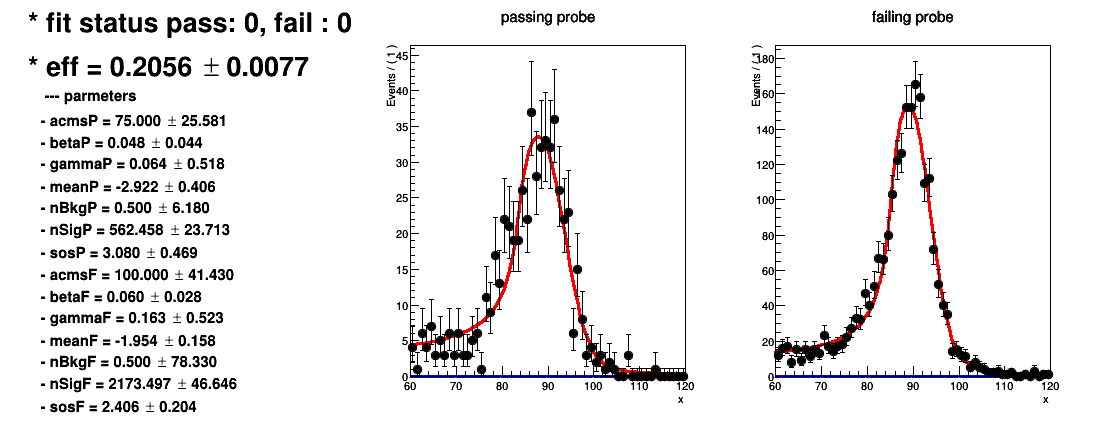 * fit status pass: 0, fail : 0
* eff = 0.2056 ± 0.0077
--- parmeters
- acmsP = 75.000 ± 25.581
- betaP = 0.048 ± 0.044
- gammaP = 0.064 ± 0.518
- meanP = -2.922 ± 0.406
- nBkgP = 0.500 ± 6.180
- nSigP = 562.458 ± 23.713
- sosP = 3.080 ± 0.469
- acmsF = 100.000 ± 41.430
- betaF = 0.060 ± 0.028
- gammaF = 0.163 ± 0.523
- meanF = -1.954 ± 0.158
- nBkgF = 0.500 ± 78.330
- nSigF = 2173.497 ± 46.646
- sosF = 2.406 ± 0.204
passing probe
Events / ( 1 )
45
40
35
30
25
20
15
10
5
0
60 70 80 90 100 110 120
x
failing probe
Events / ( 1 )
180
160
140
120
100
80
60
40
20
0
60 70 80 90 100 110 120
x